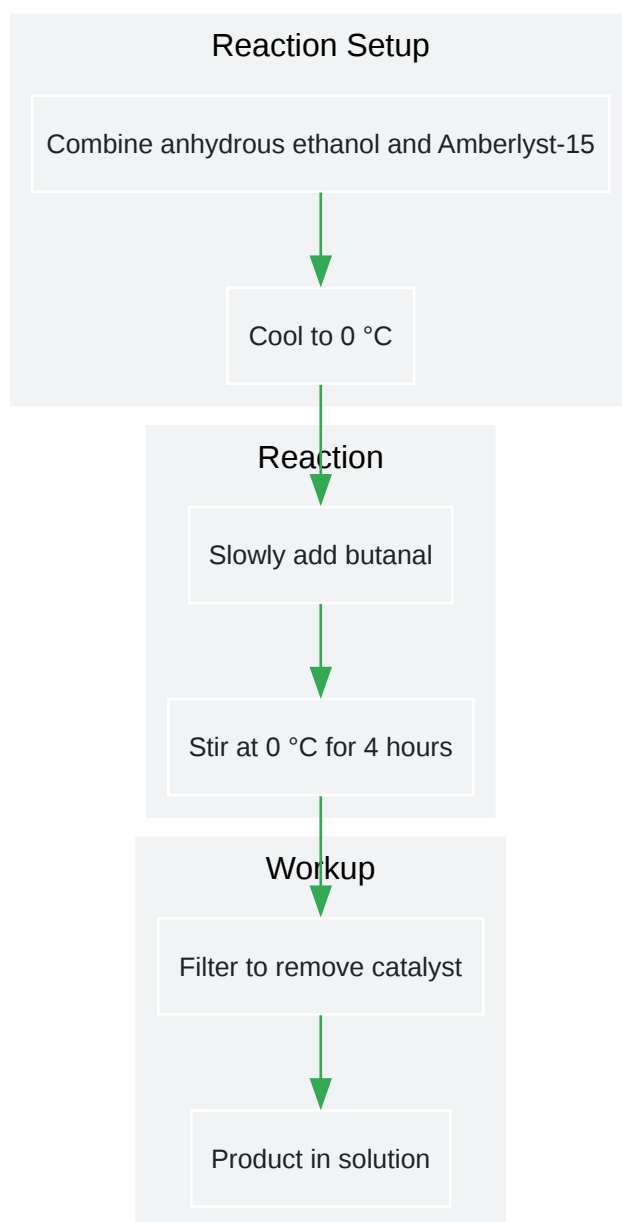 Reaction Setup
Combine anhydrous ethanol and Amberlyst-15
Cool to 0 °C
Reaction
Slowly add butanal
Stir at 0 °C for 4 hours
Workup
Filter to remove catalyst
Product in solution